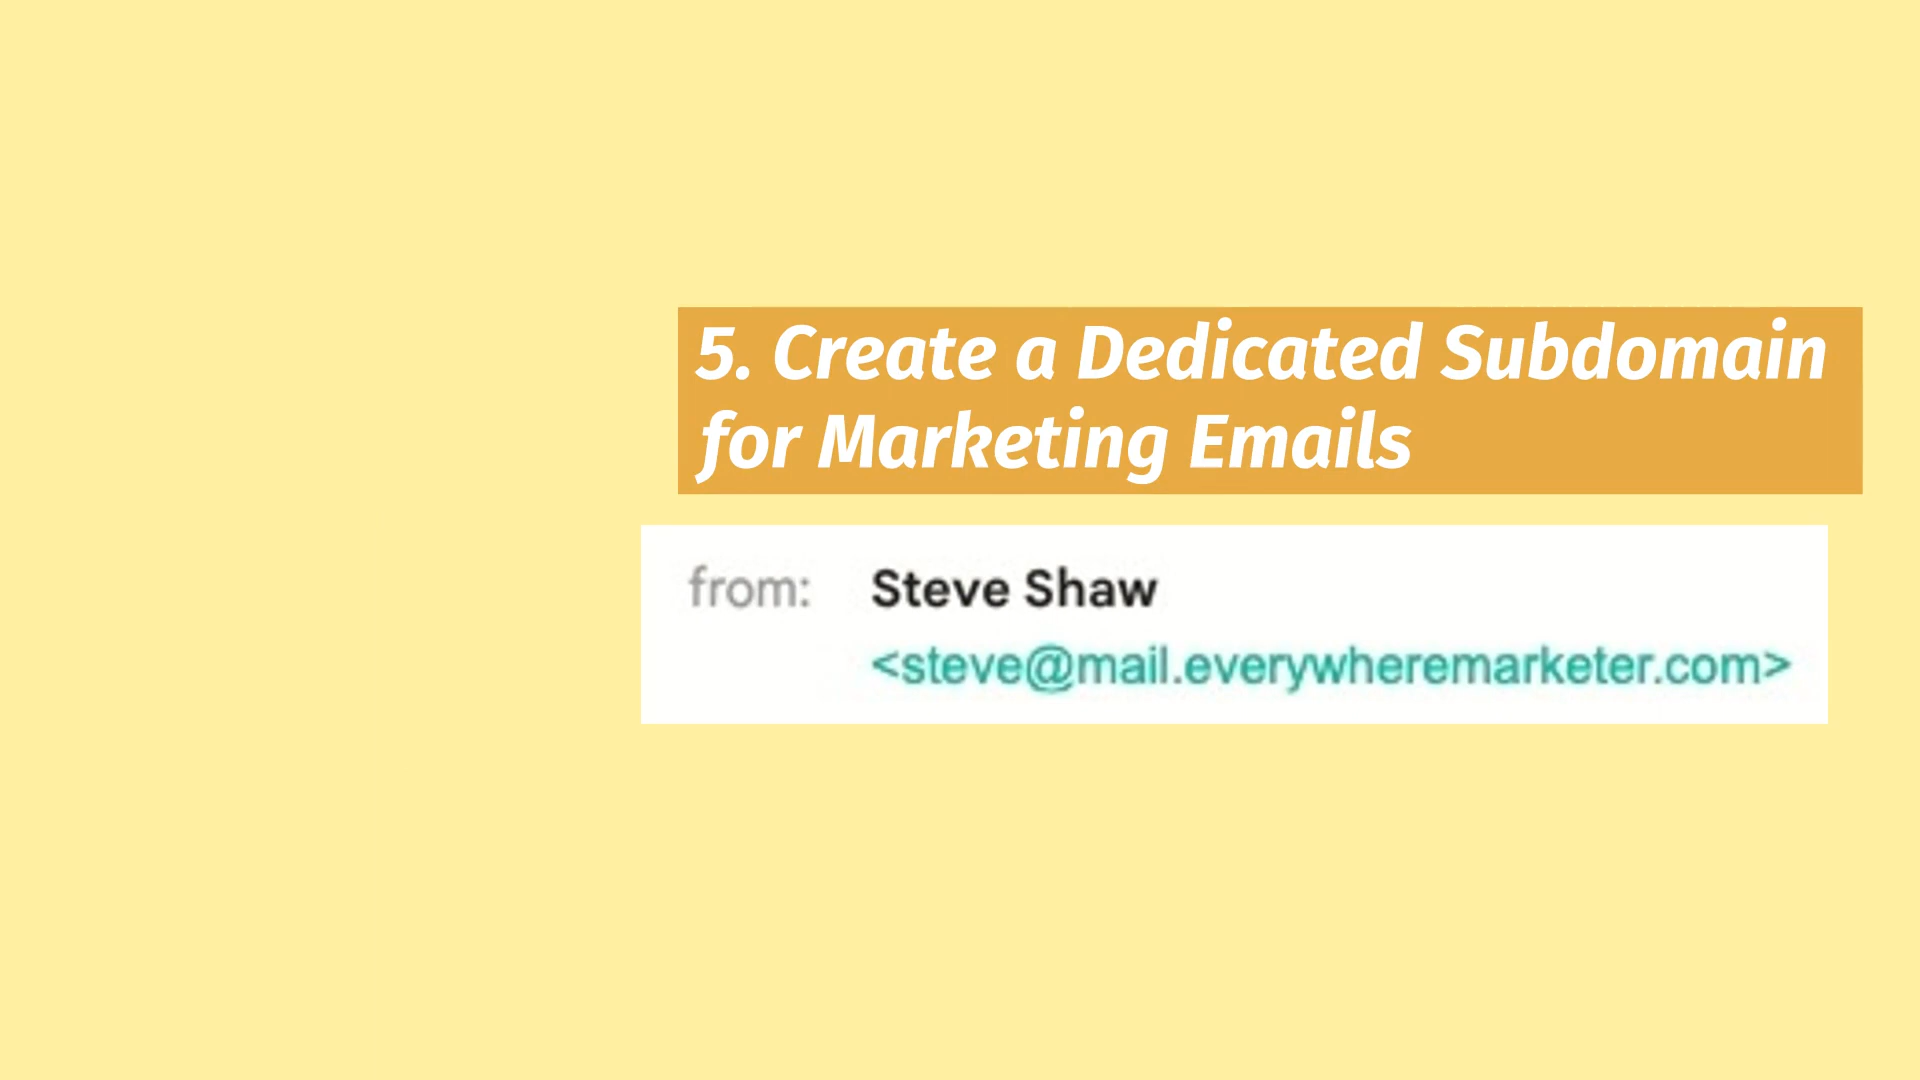 5. Create a Dedicated Subdomain
for Marketing Emails
from: Steve Shaw
<steve@mail.everywheremarketer.com>